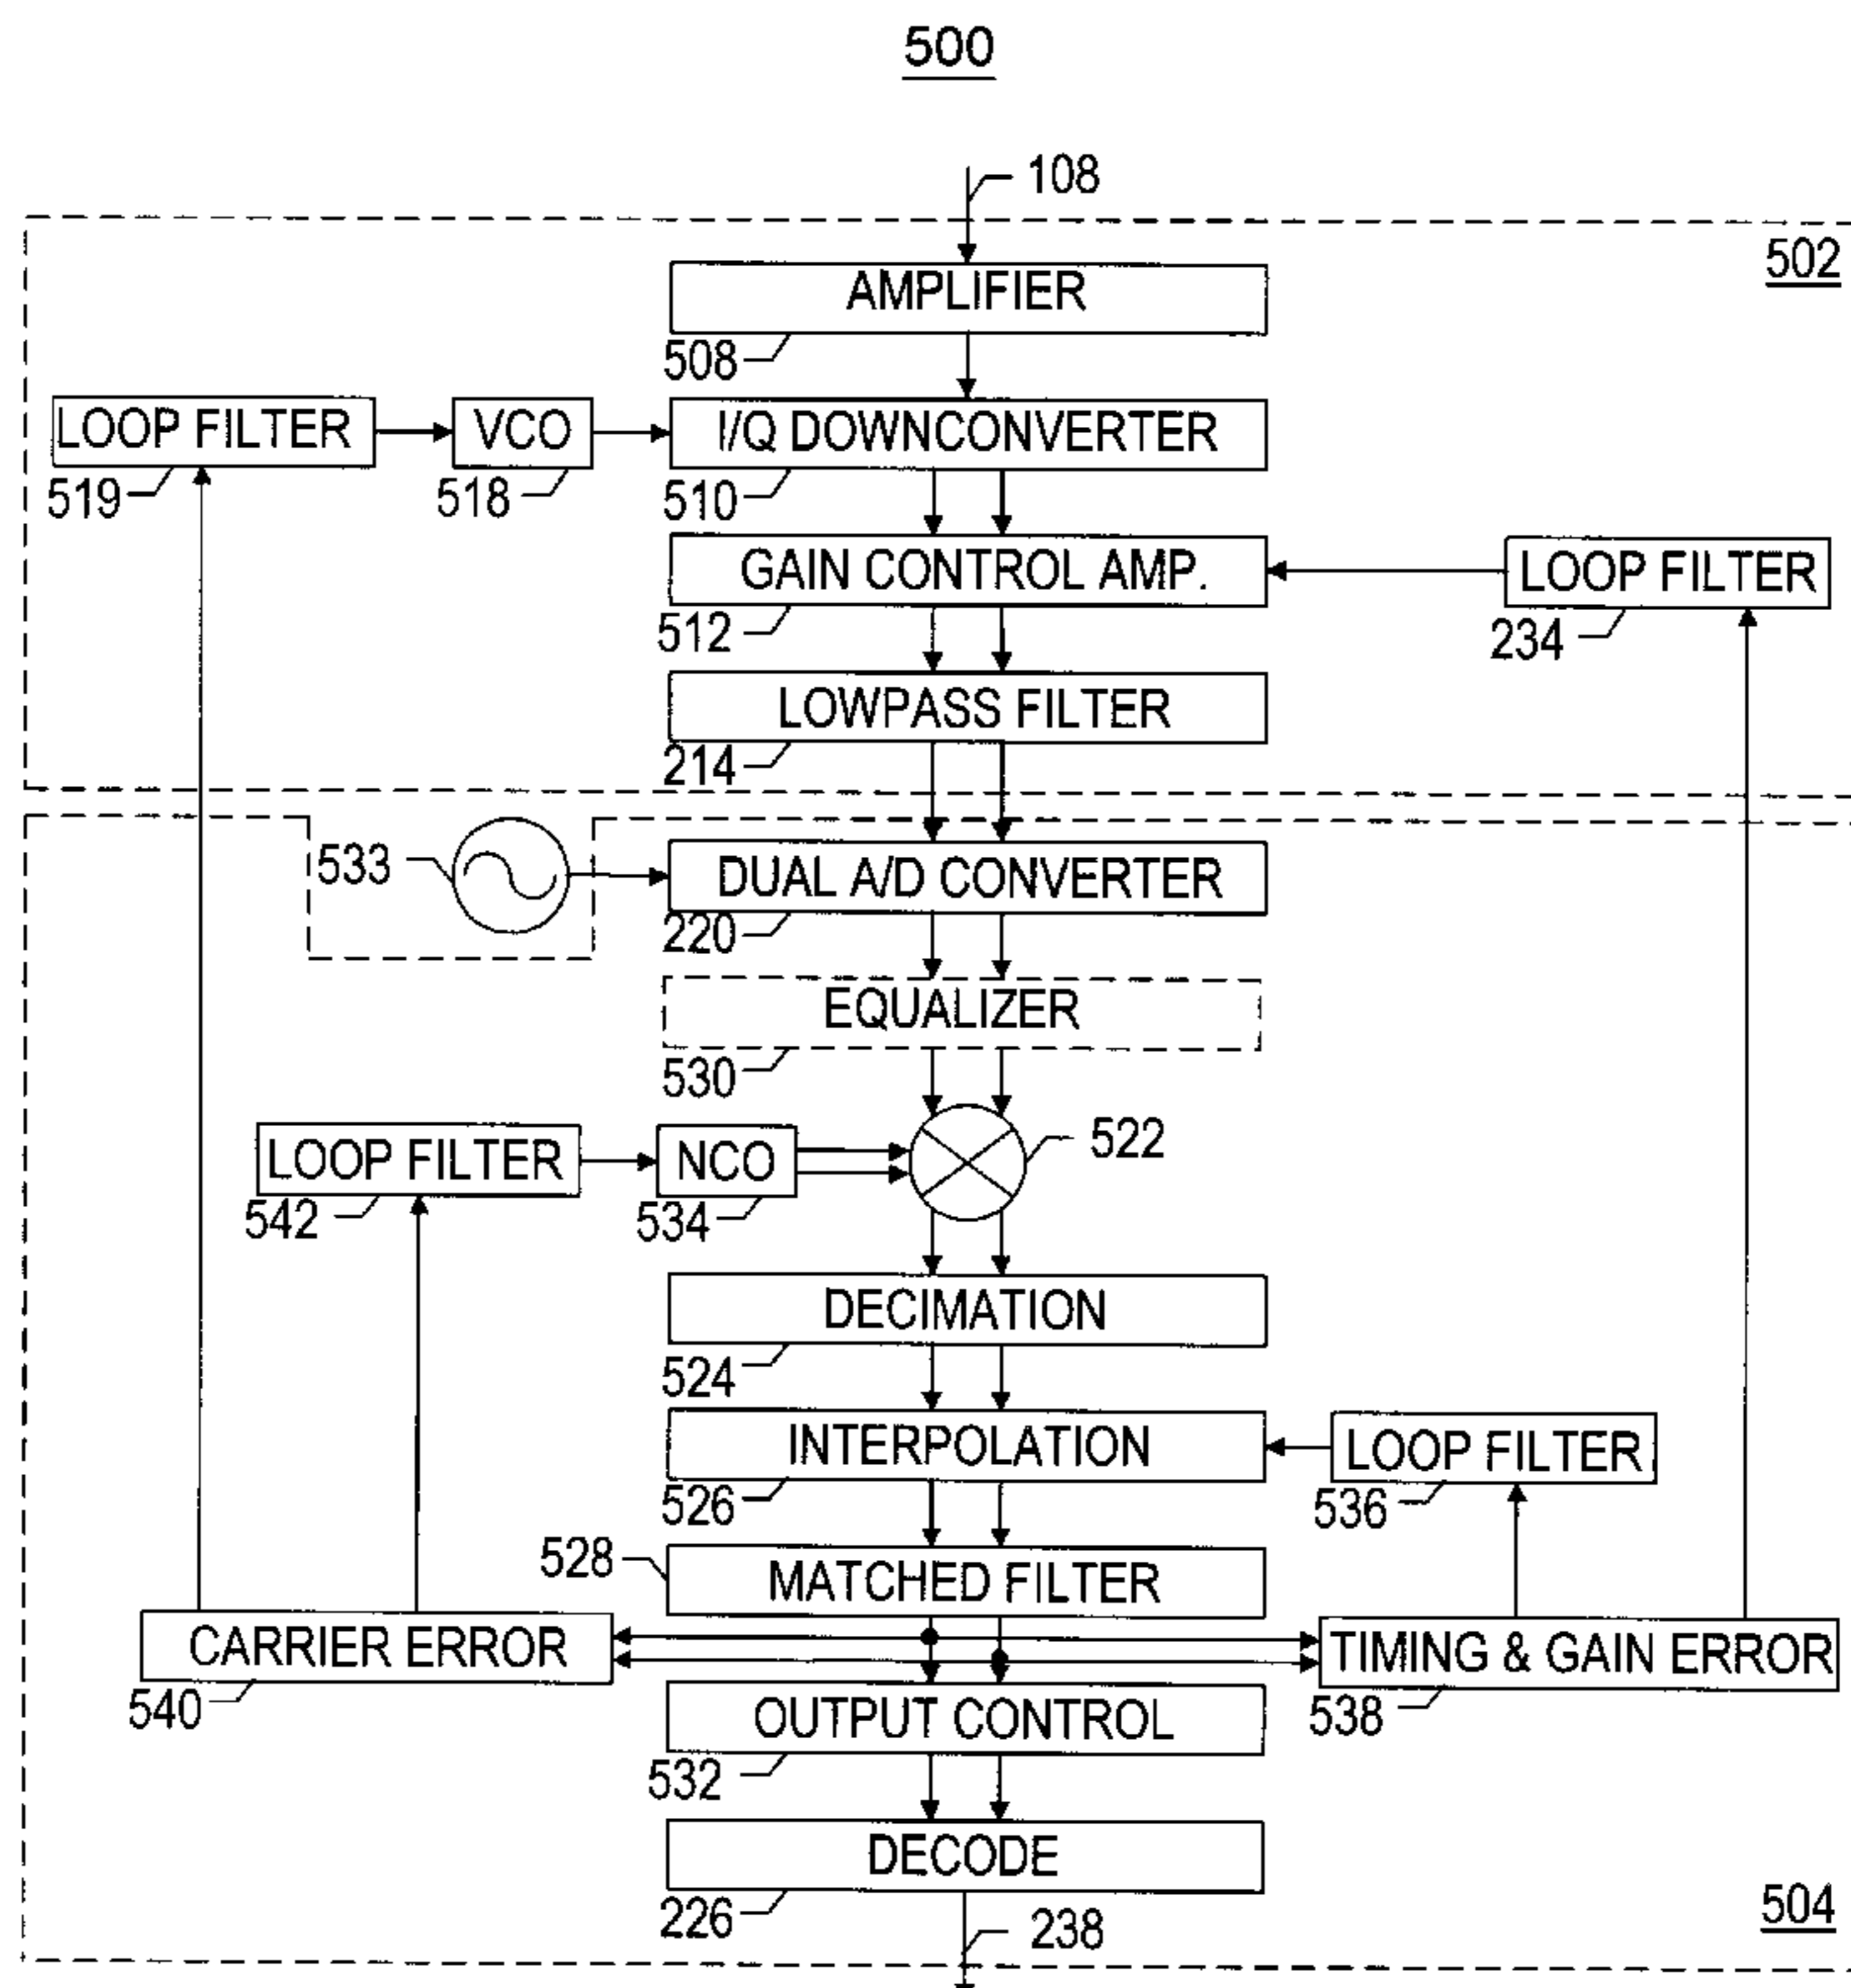 500
108
502
AMPLIFIER
508
LOOP FILTER
519
VCO
518
I/Q DOWNCONVERTER
510
GAIN CONTROL AMP.
512
LOOP FILTER
234
LOWPASS FILTER
214
533
DUAL A/D CONVERTER
220
EQUALIZER
530
LOOP FILTER
542
NCO
534
522
DECIMATION
524
INTERPOLATION
526
LOOP FILTER
536
528
MATCHED FILTER
CARRIER ERROR
540
TIMING & GAIN ERROR
538
OUTPUT CONTROL
532
DECODE
226
238
504